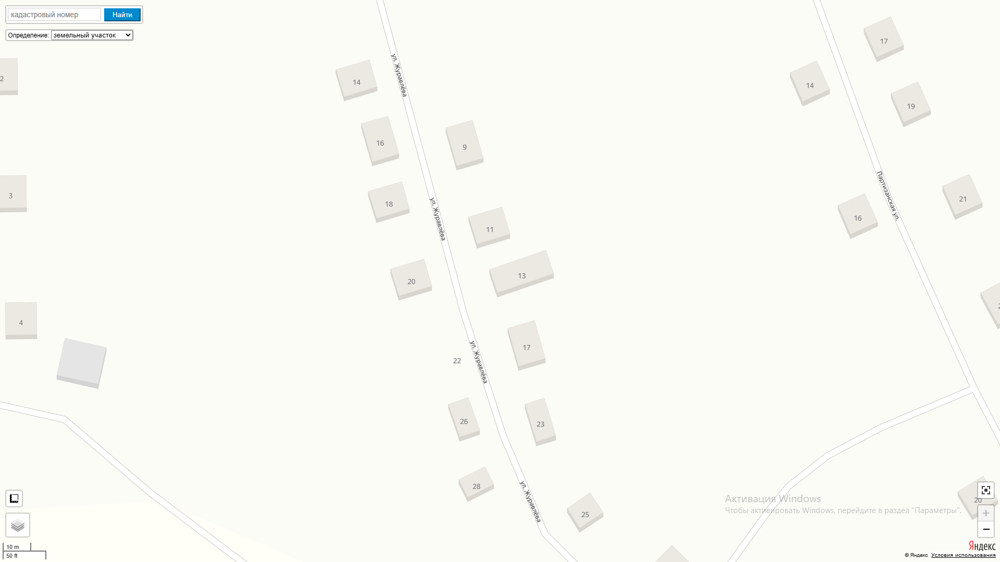 кадастровый номер Найти
Определение: земельный участок
17
ул. Журавлёва
2
14
14
19
16
9
Партизанская ул.
3
18
ул. Журавлёва
21
16
11
20
13
4
17
22
ул. Журавлёва
26
23
28
ул. Журавлёва
25
20
Активация Windows
Чтобы активировать Windows, перейдите в раздел "Параметры".
10 m
50 ft
Яндекс
© Яндекс Условия использования